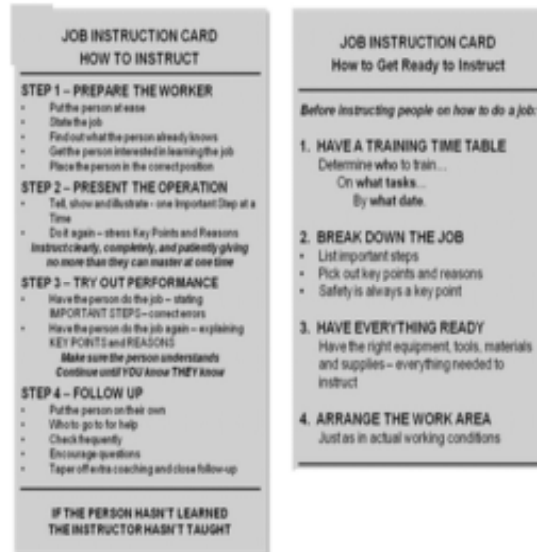 JOB INSTRUCTION CARD
HOW TO INSTRUCT
STEP 1 – PREPARE THE WORKER
• Put the person at ease
• State the job
• Find out what the person already knows
• Get the person interested in learning the job
• Place the person in the correct position
STEP 2 – PRESENT THE OPERATION
• Tell, show and illustrate - one Important Step at a
Time
• Do it again – stress Key Points and Reasons
Instruct clearly, completely, and patiently giving
no more than they can master at one time
STEP 3 – TRY OUT PERFORMANCE
• Have the person do the job – stating
IMPORTANT STEPS – correct errors
• Have the person do the job again – explaining
KEY POINTS and REASONS
Make sure the person understands
Continue until YOU know THEY know
STEP 4 – FOLLOW UP
• Put the person on their own
• Who to go to for help
• Check frequently
• Encourage questions
• Taper off extra coaching and close follow-up
IF THE PERSON HASN'T LEARNED
THE INSTRUCTOR HASN'T TAUGHT
JOB INSTRUCTION CARD
How to Get Ready to Instruct
Before instructing people on how to do a job:
1. HAVE A TRAINING TIME TABLE
Determine who to train…
On what tasks…
By what date.
2. BREAK DOWN THE JOB
• List important steps
• Pick out key points and reasons
• Safety is always a key point
3. HAVE EVERYTHING READY
Have the right equipment, tools, materials
and supplies – everything needed to
instruct
4. ARRANGE THE WORK AREA
Just as in actual working conditions